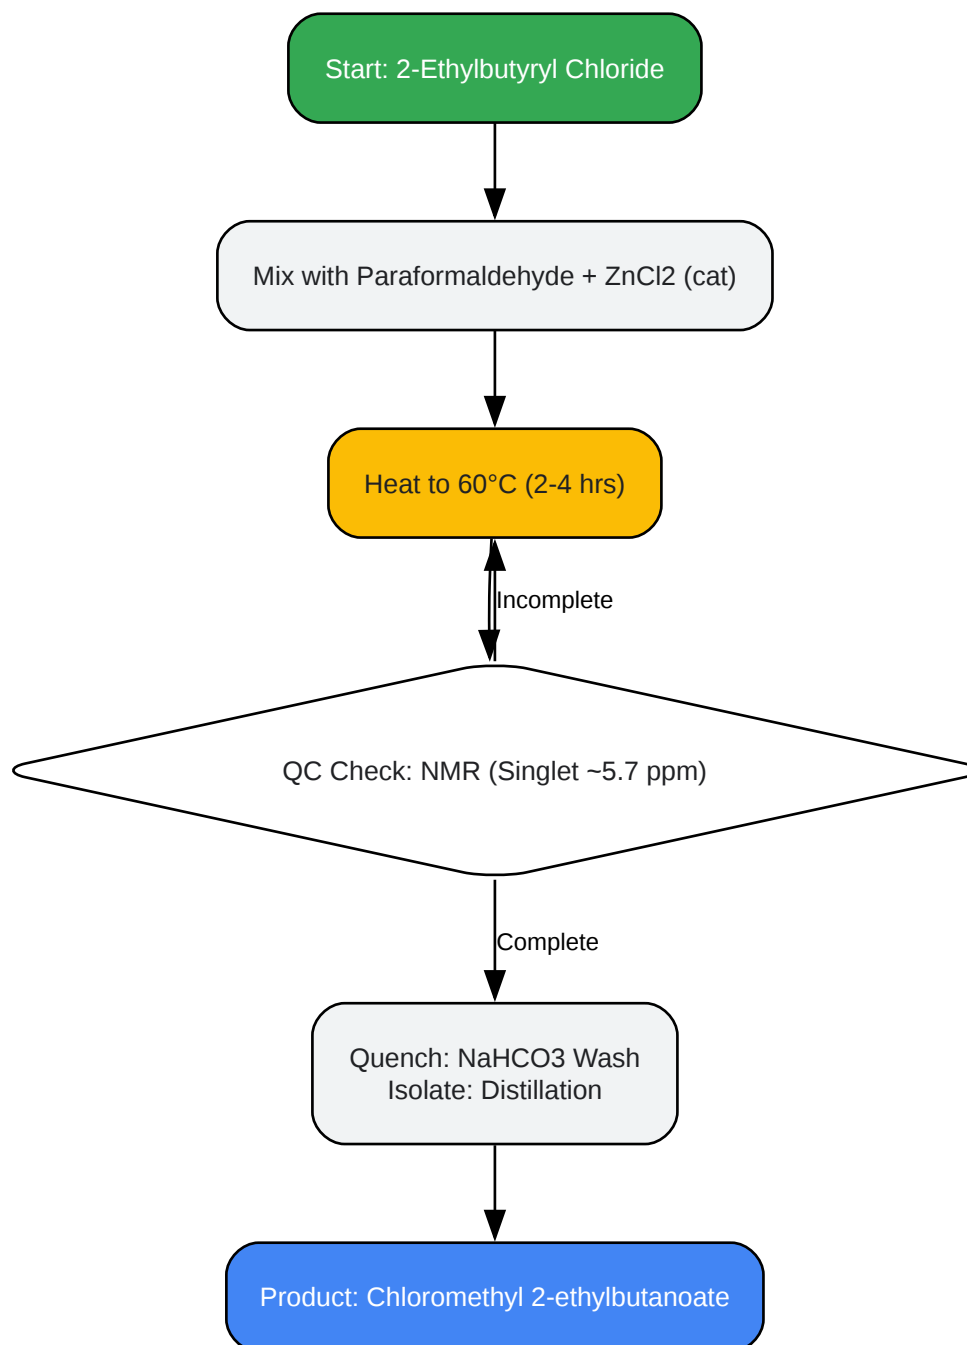 Start: 2-Ethylbutyryl Chloride
Mix with Paraformaldehyde + ZnCl2 (cat)
Heat to 60°C (2-4 hrs)
Incomplete
QC Check: NMR (Singlet ~5.7 ppm)
Complete
Quench: NaHCO3 Wash
Isolate: Distillation
Product: Chloromethyl 2-ethylbutanoate